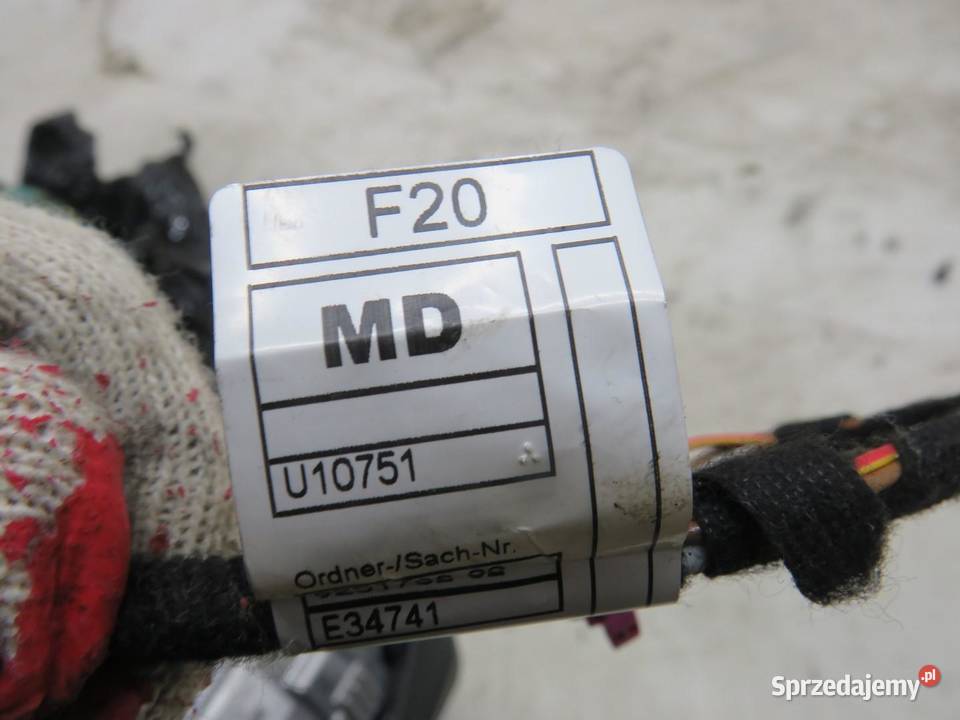 F20
MD
U10751
Ordner-/Sach-Nr.
E34741
Sprzedajemy.pl